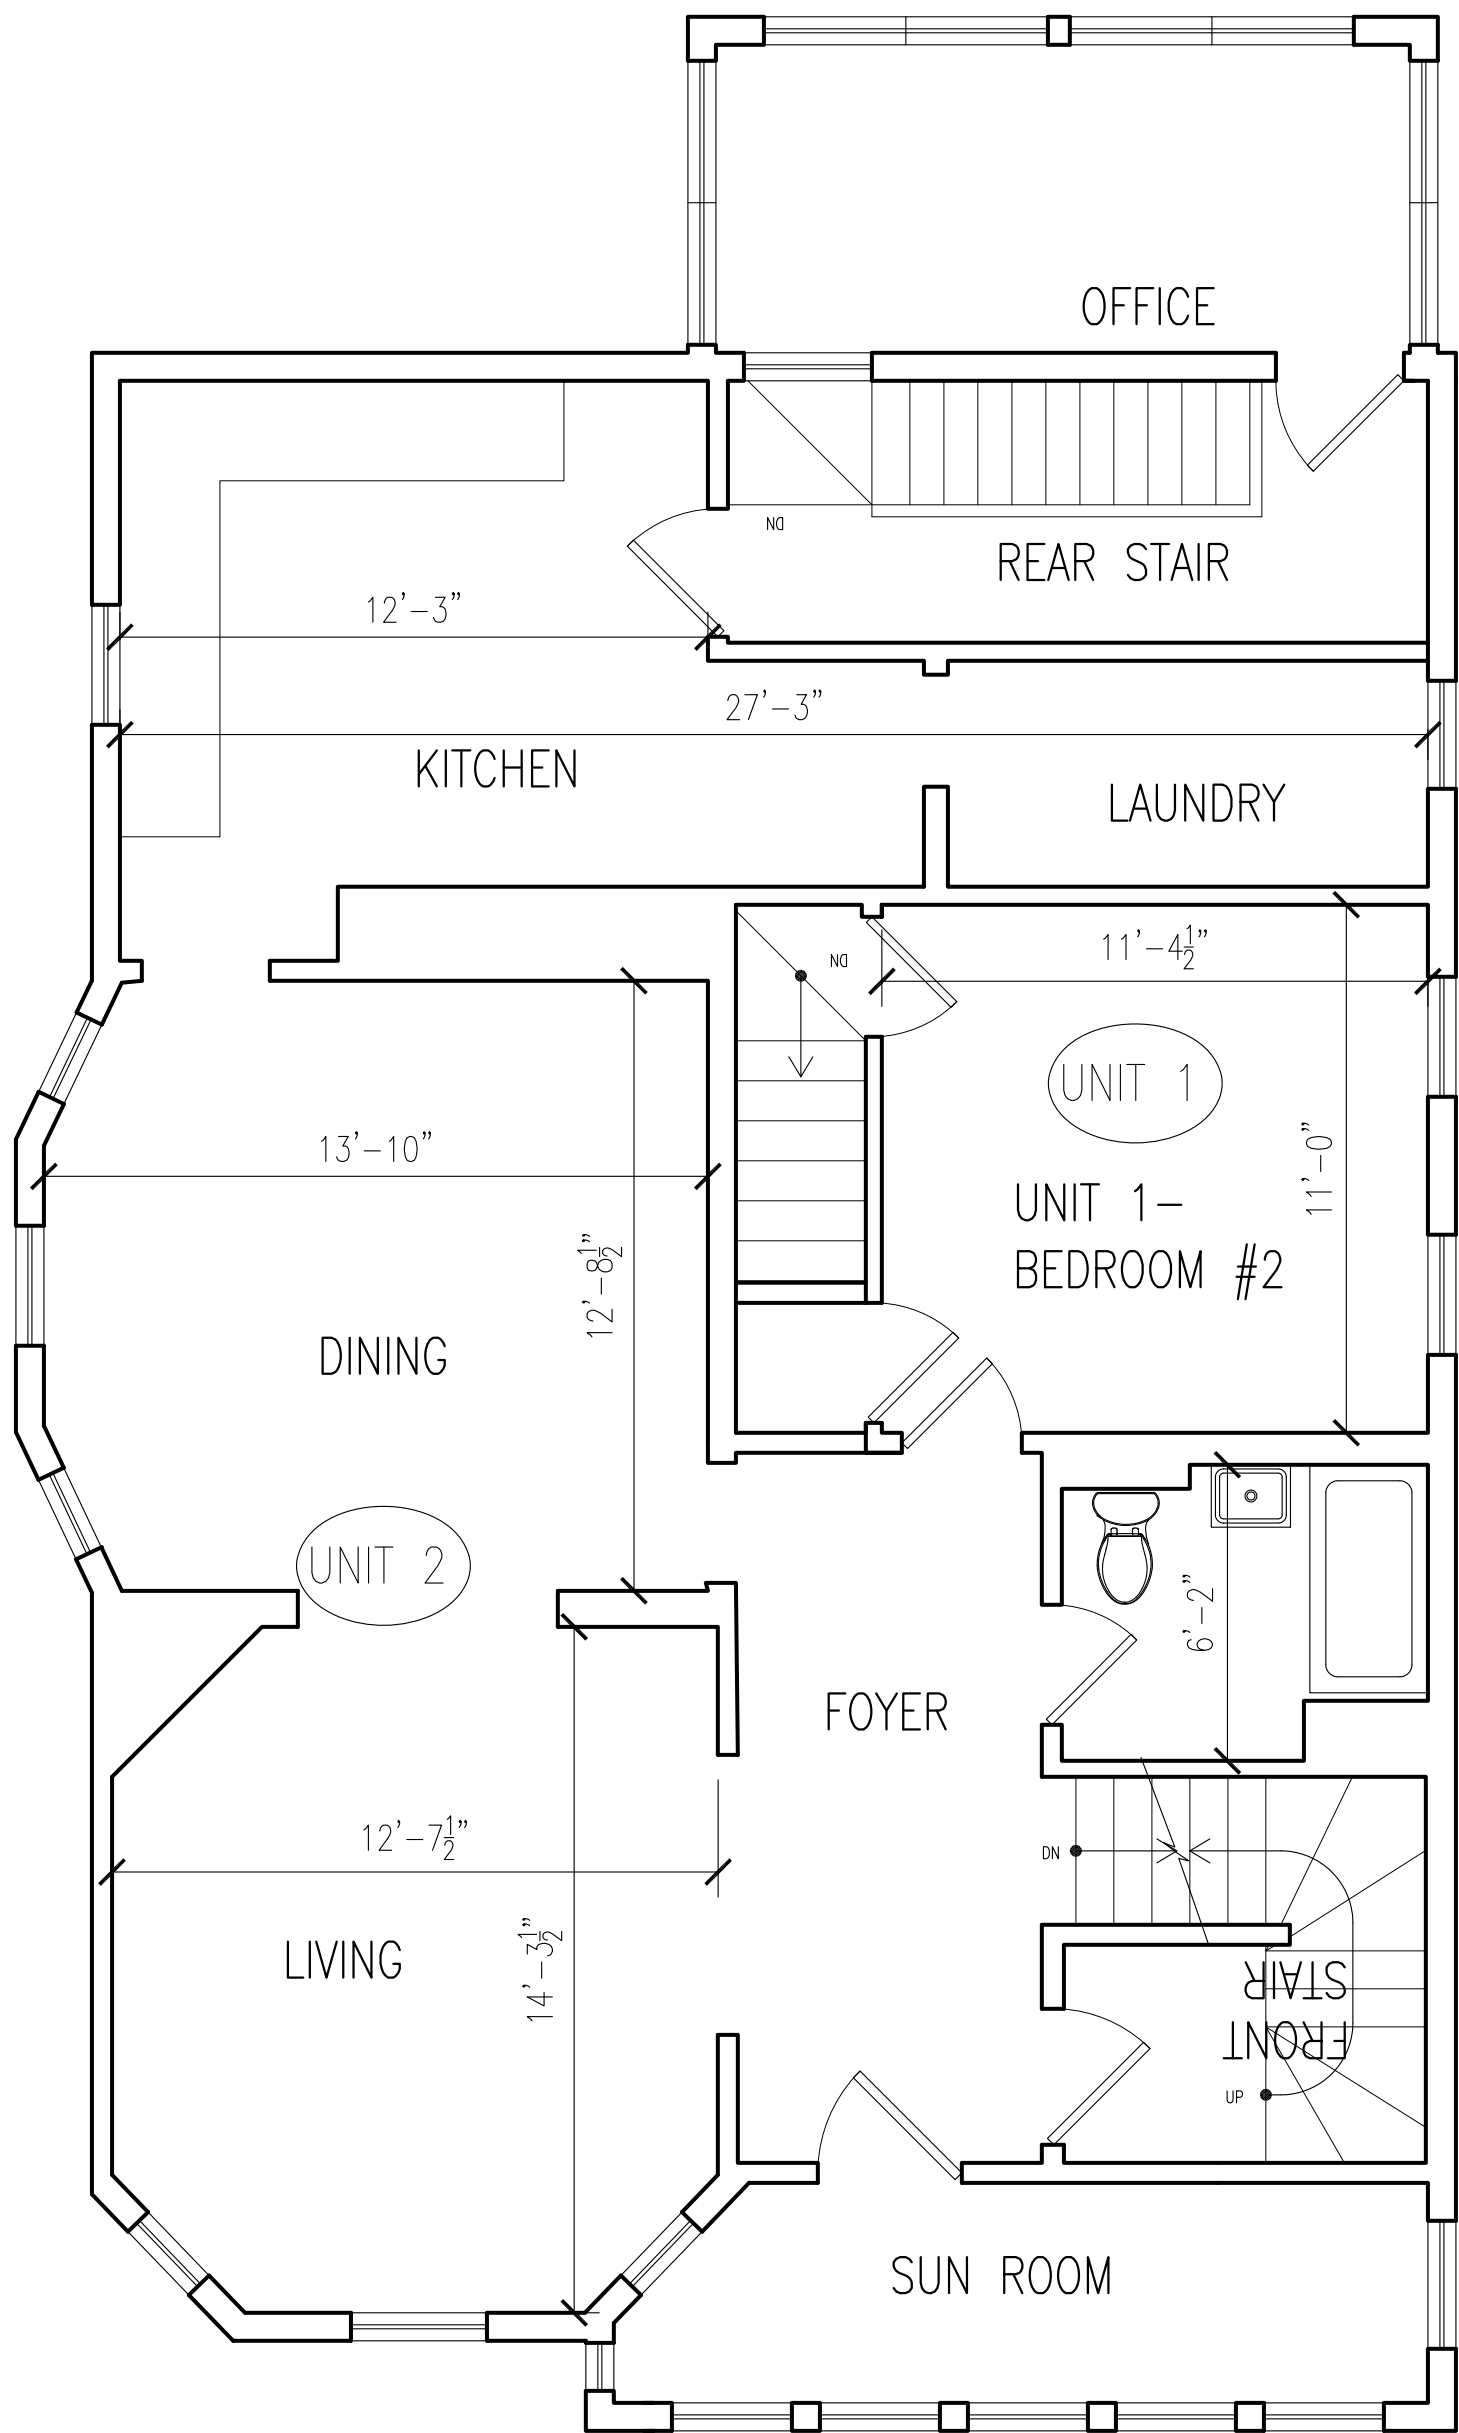 OFFICE
DN
REAR STAIR
12'-3"
27'-3"
KITCHEN
LAUNDRY
11'-4½"
DN
UNIT 1
13'-10"
11'-0"
UNIT 1-
BEDROOM #2
12'-8½"
DINING
UNIT 2
6'-2"
FOYER
12'-7½"
DN
LIVING
14'-3½"
FRONT
STAIR
UP
SUN ROOM